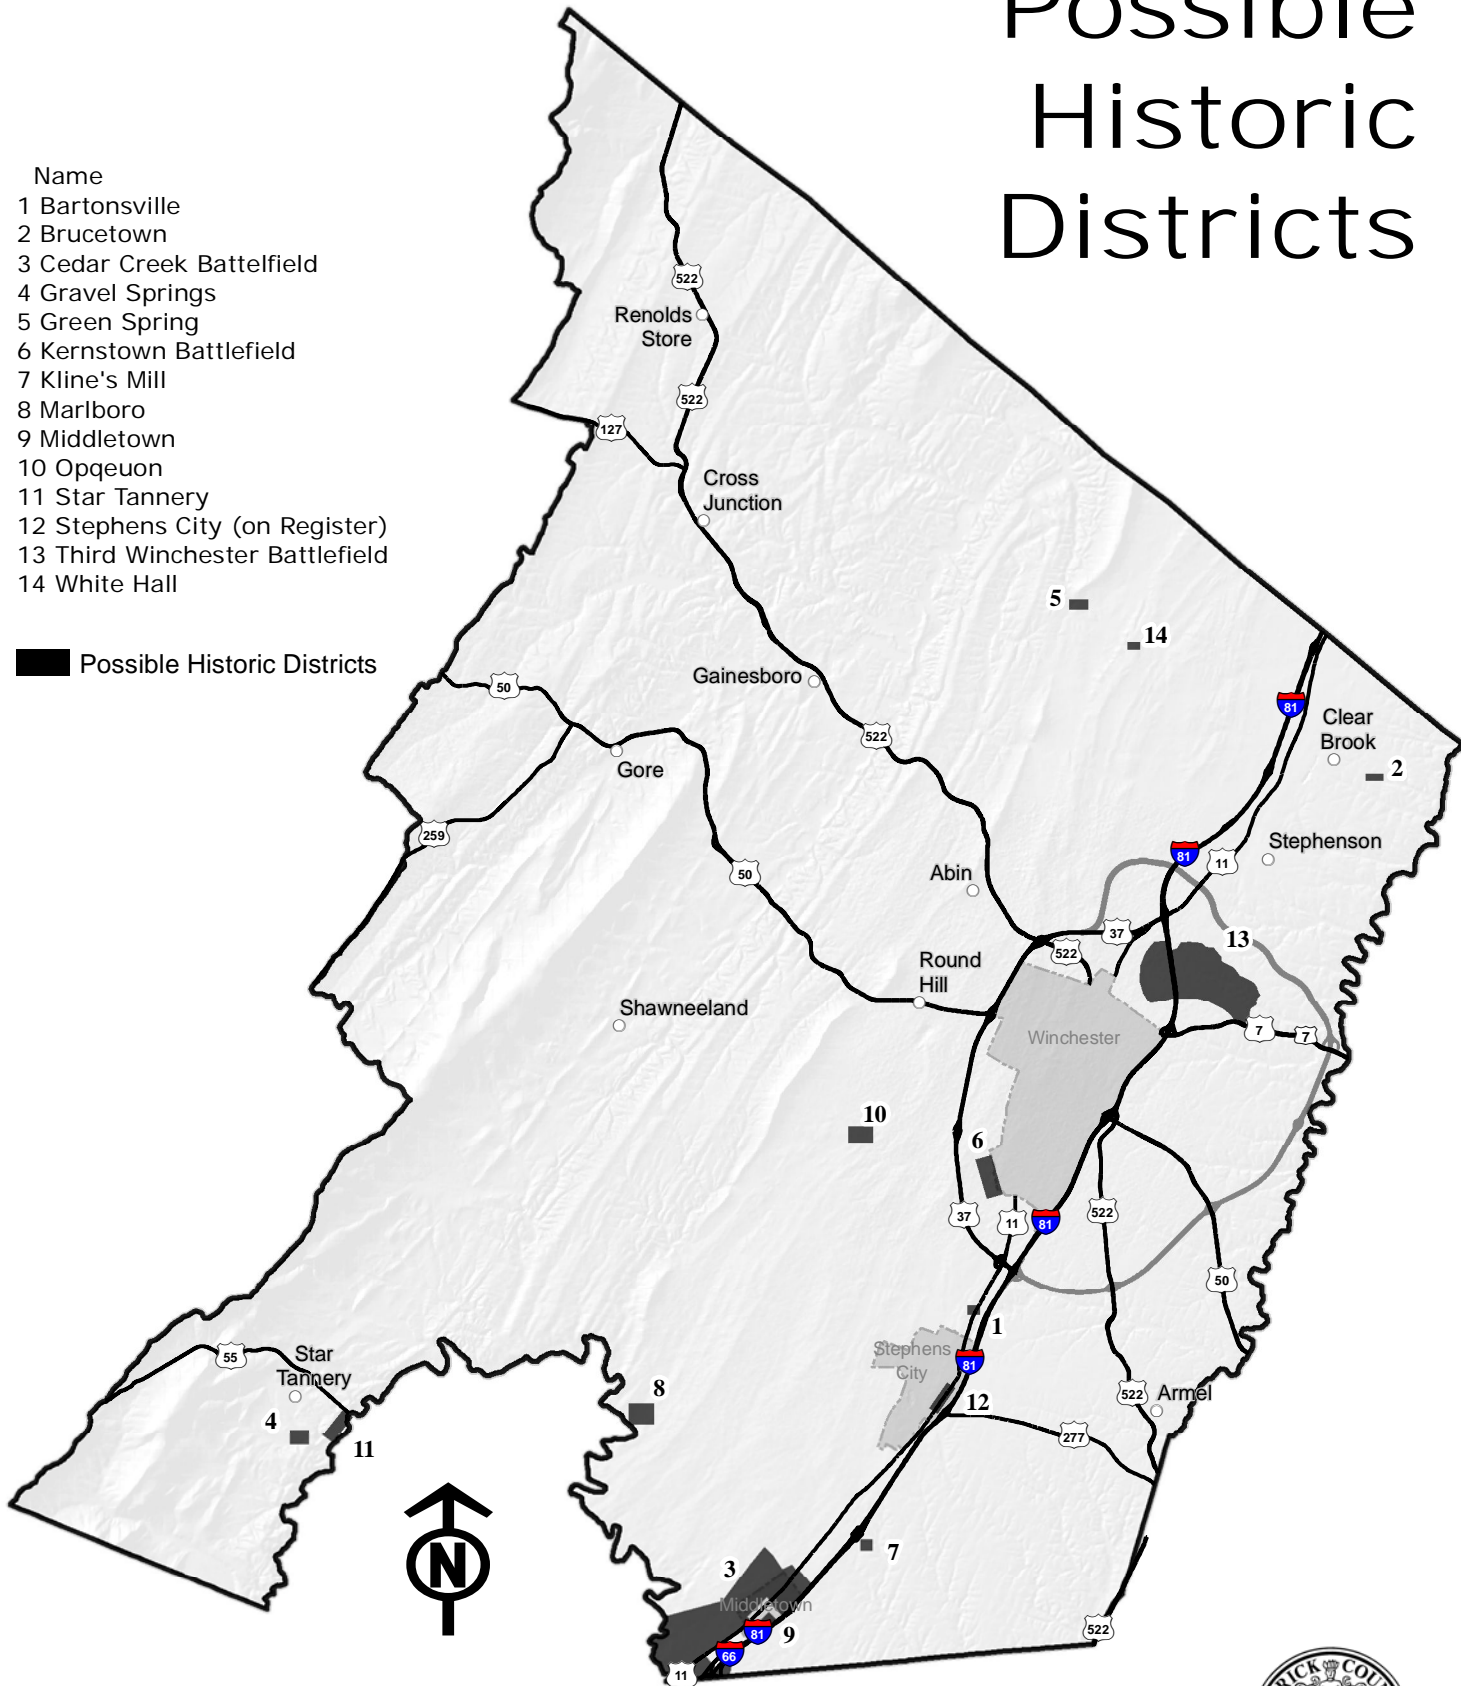 Possible
Historic
Districts
Name
1 Bartonsville
2 Brucetown
3 Cedar Creek Battelfield
4 Gravel Springs
5 Green Spring
6 Kernstown Battlefield
7 Kline's Mill
8 Marlboro
9 Middletown
10 Opqeuon
11 Star Tannery
12 Stephens City (on Register)
13 Third Winchester Battlefield
14 White Hall
Possible Historic Districts
522
Renolds
Store
522
127
Cross
Junction
5
14
Gainesboro
50
522
81
Clear
Brook
2
Gore
259
50
Abin
81
11
Stephenson
37
522
13
Round
Hill
Shawneeland
Winchester
7
7
10
6
37
11
81
522
50
1
Stephens
City
81
12
522
Armel
277
55
Star
Tannery
4
11
8
N
7
3
Middletown
81
9
66
11
522
RICK COU